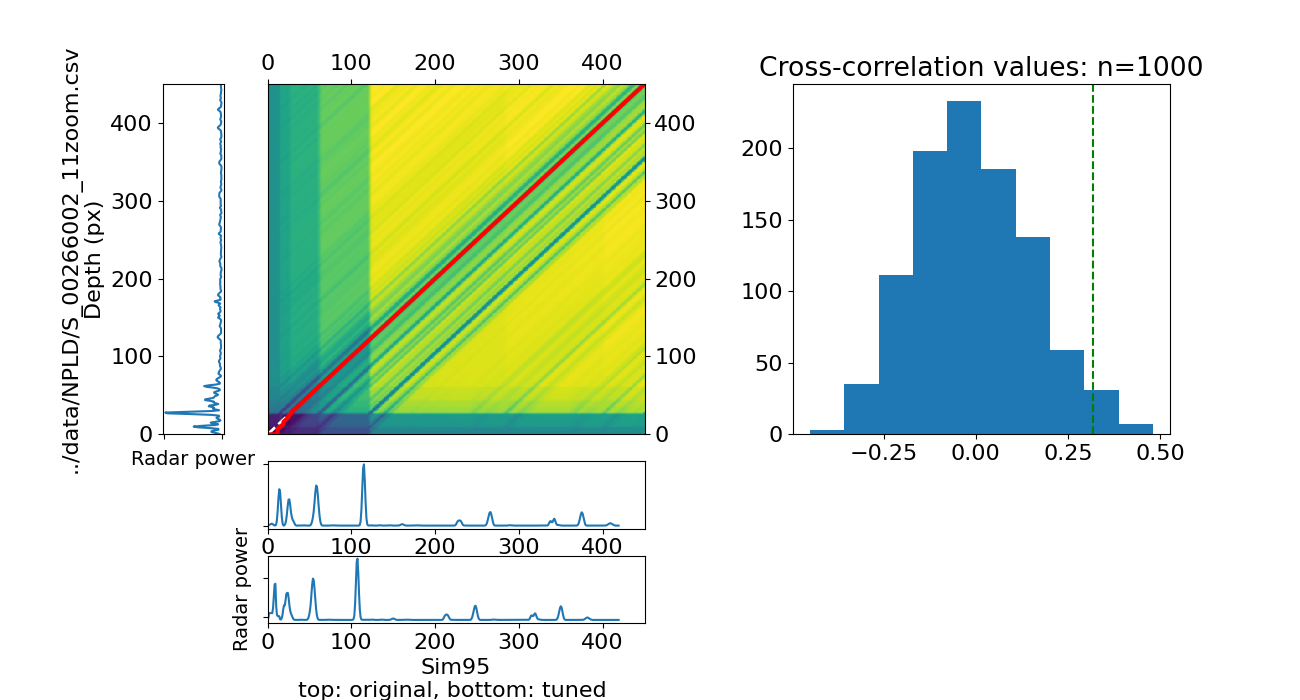 ../data/NPLD/S_00266002_11zoom.csv
Depth (px)
0 100 200 300 400
400
300
200
100
0
400
300
200
100
0
Radar power
0 100 200 300 400
Radar power
0 100 200 300 400
Sim95
top: original, bottom: tuned
Cross-correlation values: n=1000
200
150
100
50
0
−0.25 0.00 0.25 0.50